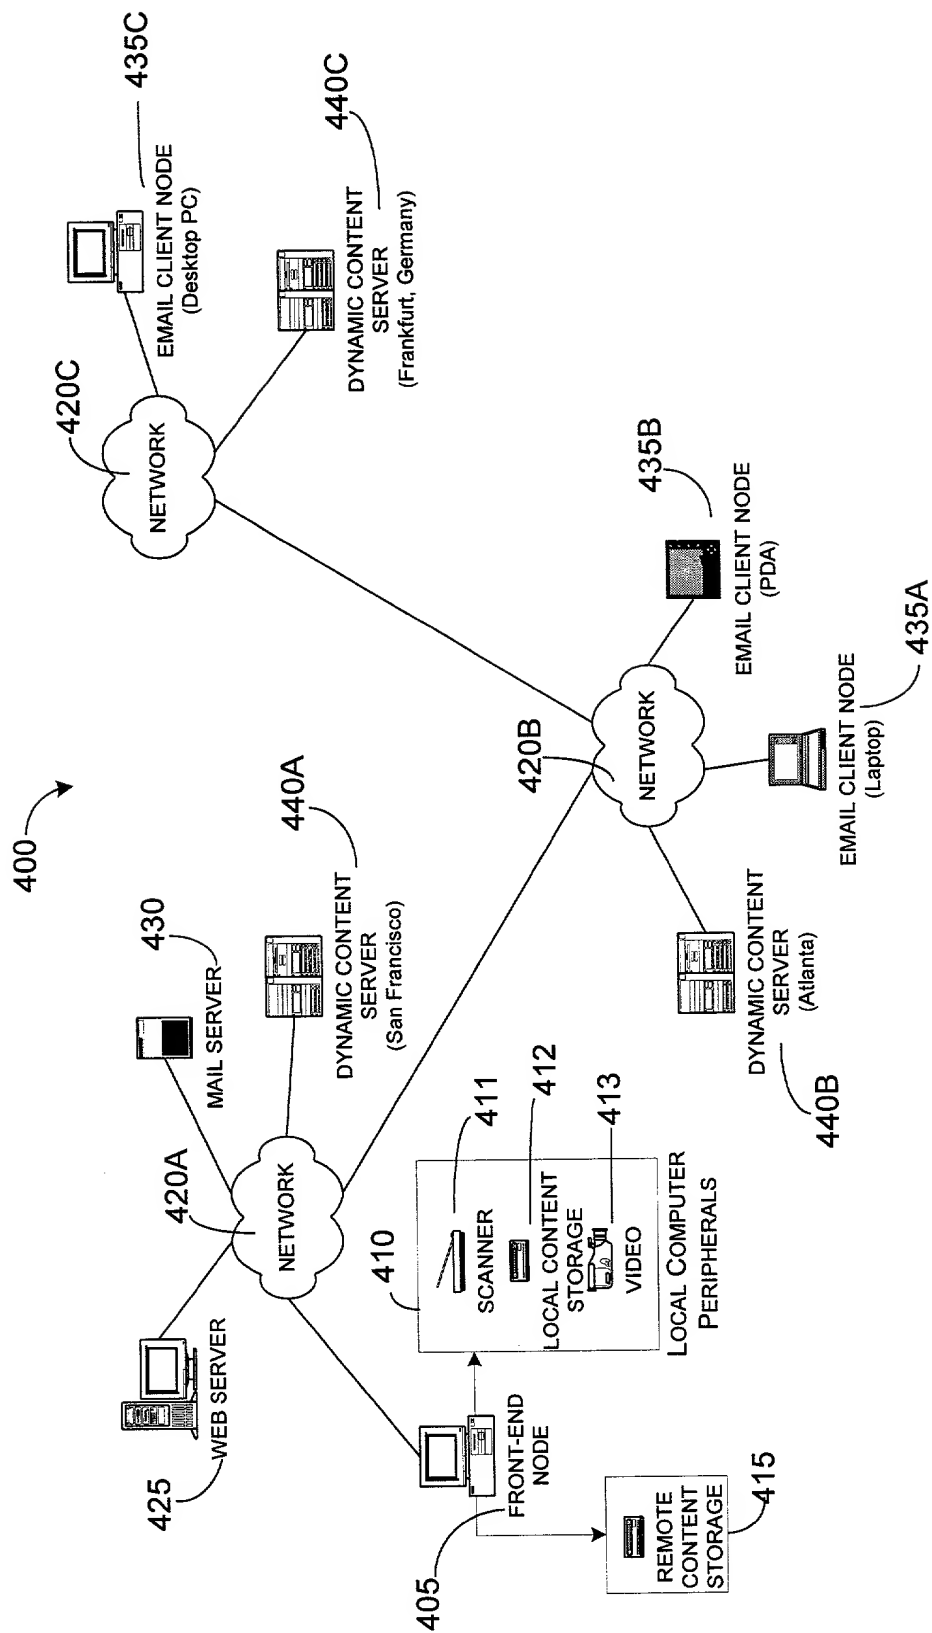 400
425
WEB SERVER
MAIL SERVER
430
420A
NETWORK
DYNAMIC CONTENT
SERVER
(San Francisco)
440A
420C
NETWORK
EMAIL CLIENT NODE
(Desktop PC)
435C
DYNAMIC CONTENT
SERVER
(Frankfurt, Germany)
440C
405
FRONT-END
NODE
410
SCANNER
411
LOCAL CONTENT
STORAGE
412
VIDEO
413
LOCAL COMPUTER
PERIPHERALS
REMOTE
CONTENT
STORAGE
415
420B
NETWORK
DYNAMIC CONTENT
SERVER
(Atlanta)
440B
EMAIL CLIENT NODE
(Laptop)
435A
EMAIL CLIENT NODE
(PDA)
435B